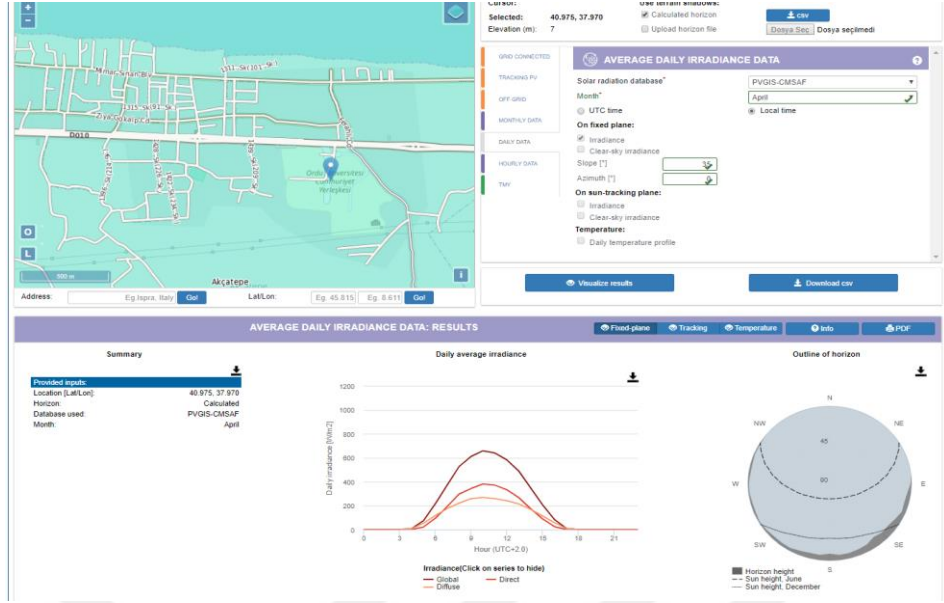 Cursor:
Use terrain shadows:
Selected: 40.975, 37.970
Calculated horizon
csv
Elevation (m): 7
Upload horizon file
Dosya Seç Dosya seçilmedi
GRID CONNECTED
TRACKING PV
OFF GRID
MONTHLY DATA
DAILY DATA
HOURLY DATA
TMY
AVERAGE DAILY IRRADIANCE DATA
Solar radiation database*
PVGIS-CMSAF
Month*
April
UTC time
Local time
On fixed plane:
Irradiance
Clear-sky irradiance
Slope [°] 35
Azimuth [°] 0
On sun-tracking plane:
Irradiance
Clear-sky irradiance
Temperature:
Daily temperature profile
Ziya Gökalp Cd.
D010
Ordu Üniversitesi
Cumhuriyet
Yerleşkesi
O
L
500 m
Akçatepe
i
Address: Eg.Ispra, Italy Go!
Lat/Lon: Eg. 45.815 Eg. 8.611 Go!
Visualize results
Download csv
AVERAGE DAILY IRRADIANCE DATA: RESULTS
Fixed-plane
Tracking
Temperature
Info
PDF
Summary
Provided inputs:
Location [Lat/Lon]: 40.975, 37.970
Horizon: Calculated
Database used: PVGIS-CMSAF
Month: April
Daily average irradiance
Daily irradiance [W/m2]
1200
1000
800
600
400
200
0
0 3 6 9 12 15 18 21
Hour (UTC+2.0)
Irradiance(Click on series to hide)
Global
Direct
Diffuse
Outline of horizon
N
NW
NE
45
90
W
E
SW
SE
S
Horizon height
Sun height, June
Sun height, December